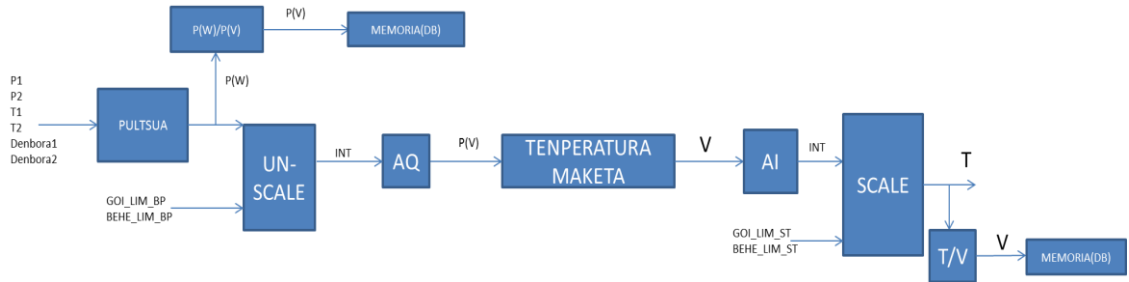 P(W)/P(V)
P(V)
MEMORIA(DB)
P1
P2
T1
T2
Denbora1
Denbora2
PULTSUA
P(W)
UN-
SCALE
GOI_LIM_BP
BEHE_LIM_BP
INT
AQ
P(V)
TENPERATURA
MAKETA
V
AI
INT
SCALE
GOI_LIM_ST
BEHE_LIM_ST
T
T/V
V
MEMORIA(DB)